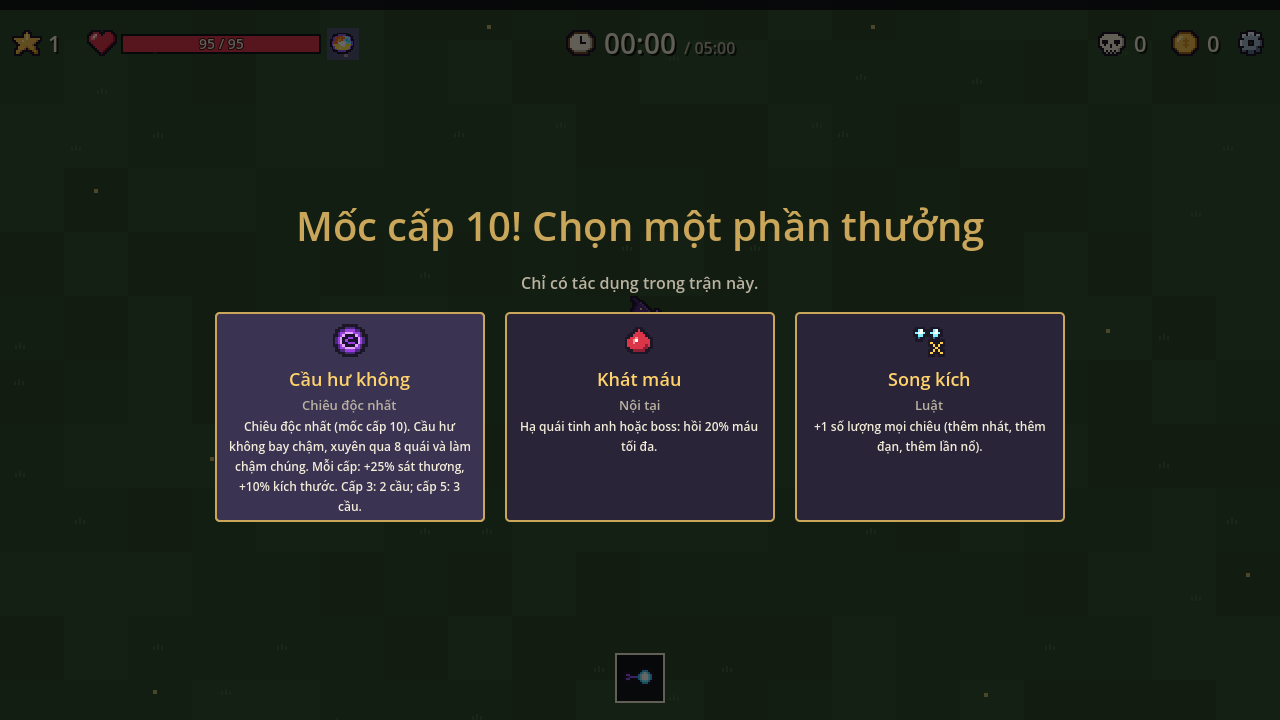 1
95 / 95
00:00 / 05:00
0
0
Mốc cấp 10! Chọn một phần thưởng
Chỉ có tác dụng trong trận này.
Cầu hư không
Chiêu độc nhất
Chiêu độc nhất (mốc cấp 10). Cầu hư
không bay chậm, xuyên qua 8 quái và làm
chậm chúng. Mỗi cấp: +25% sát thương,
+10% kích thước. Cấp 3: 2 cầu; cấp 5: 3
cầu.
Khát máu
Nội tại
Hạ quái tinh anh hoặc boss: hồi 20% máu
tối đa.
Song kích
Luật
+1 số lượng mọi chiêu (thêm nhát, thêm
đạn, thêm lần nổ).